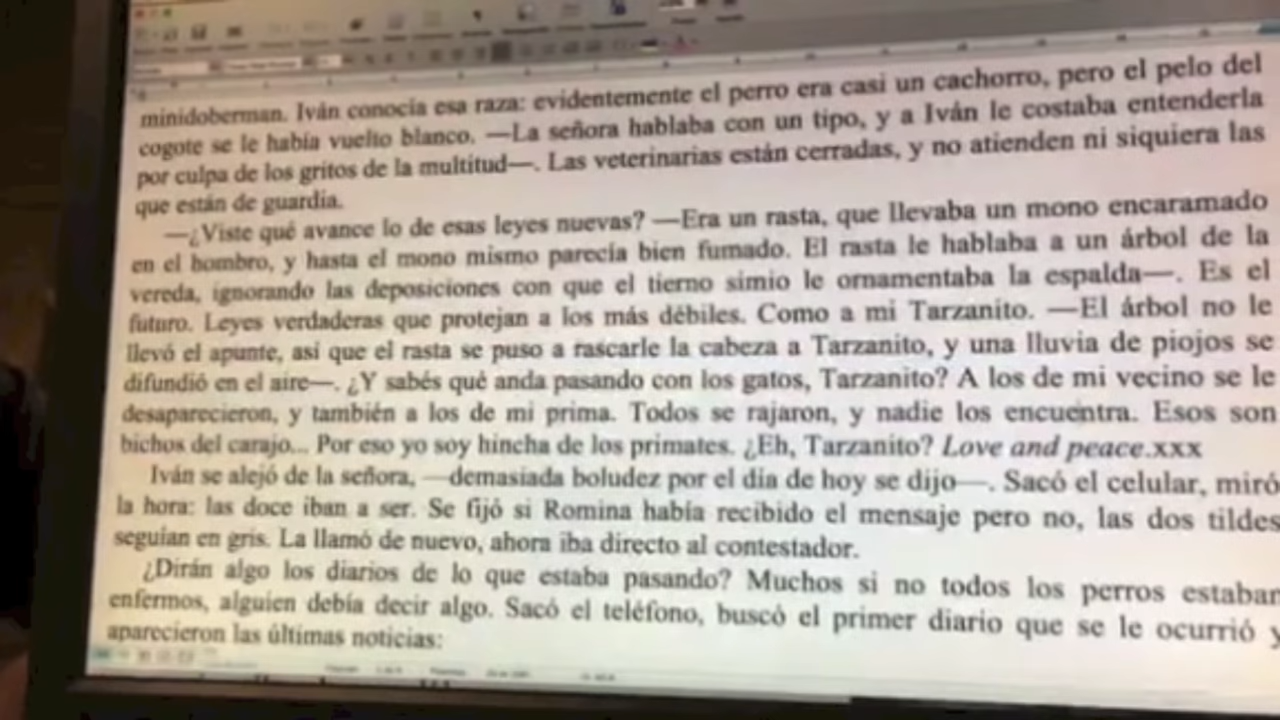 minidoberman. Iván conocía esa raza: evidentemente el perro era casi un cachorro, pero el pelo del
cogote se le había vuelto blanco. —La señora hablaba con un tipo, y a Iván le costaba entenderla
por culpa de los gritos de la multitud—. Las veterinarias están cerradas, y no atienden ni siquiera las
que están de guardia.
—¿Viste qué avance lo de esas leyes nuevas? —Era un rasta, que llevaba un mono encaramado
en el hombro, y hasta el mono mismo parecía bien fumado. El rasta le hablaba a un árbol de la
vereda, ignorando las deposiciones con que el tierno simio le ornamentaba la espalda—. Es el
futuro. Leyes verdaderas que protejan a los más débiles. Como a mi Tarzanito. —El árbol no le
llevó el apunte, así que el rasta se puso a rascarle la cabeza a Tarzanito, y una lluvia de piojos se
difundió en el aire—. ¿Y sabés qué anda pasando con los gatos, Tarzanito? A los de mi vecino se le
desaparecieron, y también a los de mi prima. Todos se rajaron, y nadie los encuentra. Esos son
bichos del carajo... Por eso yo soy hincha de los primates. ¿Eh, Tarzanito? Love and peace.xxx
Iván se alejó de la señora, —demasiada boludez por el día de hoy se dijo—. Sacó el celular, miró
la hora: las doce iban a ser. Se fijó si Romina había recibido el mensaje pero no, las dos tildes
seguían en gris. La llamó de nuevo, ahora iba directo al contestador.
¿Dirán algo los diarios de lo que estaba pasando? Muchos si no todos los perros estaban
enfermos, alguien debía decir algo. Sacó el teléfono, buscó el primer diario que se le ocurrió y
aparecieron las últimas noticias: